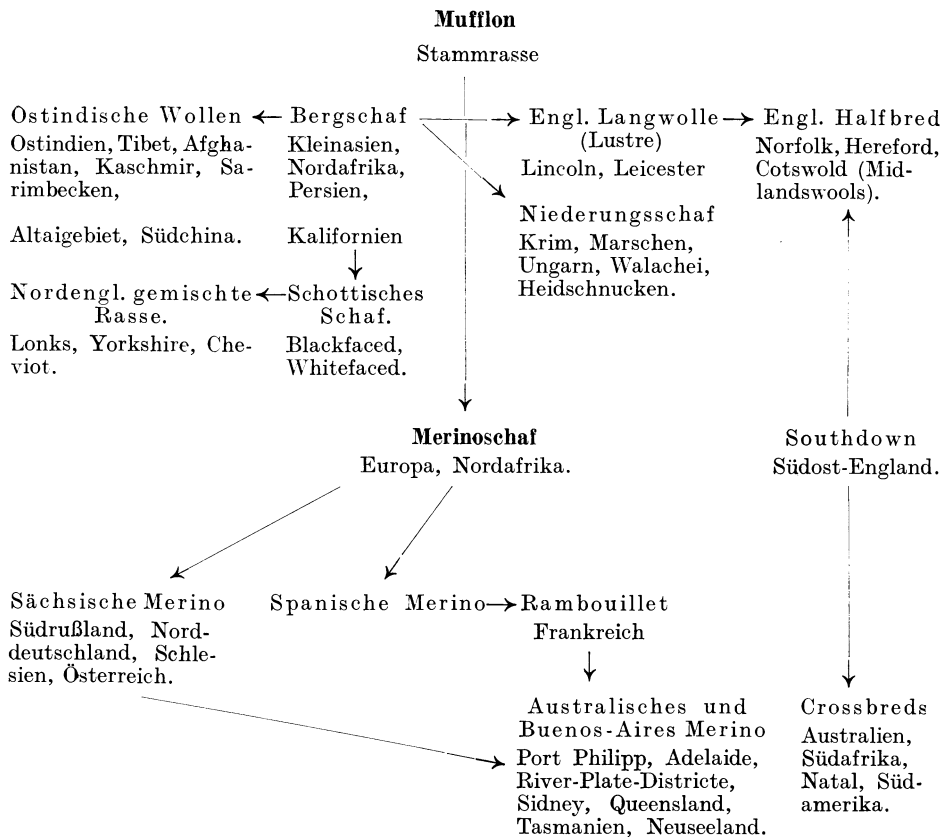 Mufflon
Stammrasse
Ostindische Wollen
Ostindien, Tibet, Afgha-
nistan, Kaschmir, Sa-
rimbecken,
Altaigebiet, Südchina.
Bergschaf
Kleinasien,
Nordafrika,
Persien,
Kalifornien
Engl. Langwolle
(Lustre)
Lincoln, Leicester
Engl. Halfbred
Norfolk, Hereford,
Cotswold (Mid-
landswools).
Niederungsschaf
Krim, Marschen,
Ungarn, Walachei,
Heidschnucken.
Nordengl. gemischte
Rasse.
Lonks, Yorkshire, Che-
viot.
Schottisches
Schaf.
Blackfaced,
Whitefaced.
Merinoschaf
Europa, Nordafrika.
Southdown
Südost-England.
Sächsische Merino
Südrußland, Nord-
deutschland, Schle-
sien, Österreich.
Spanische Merino
Rambouillet
Frankreich
Australisches und
Buenos-Aires Merino
Port Philipp, Adelaide,
River-Plate-Districte,
Sidney, Queensland,
Tasmanien, Neuseeland.
Crossbreds
Australien,
Südafrika,
Natal, Süd-
amerika.